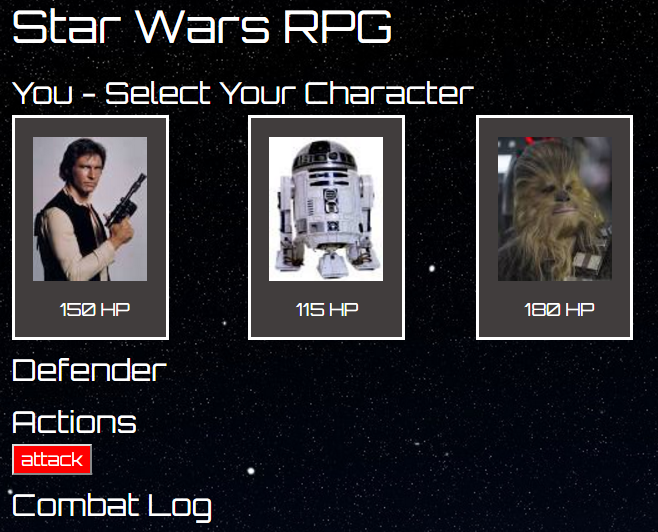 Star Wars RPG
You - Select Your Character
150 HP
115 HP
180 HP
Defender
Actions
attack
Combat Log